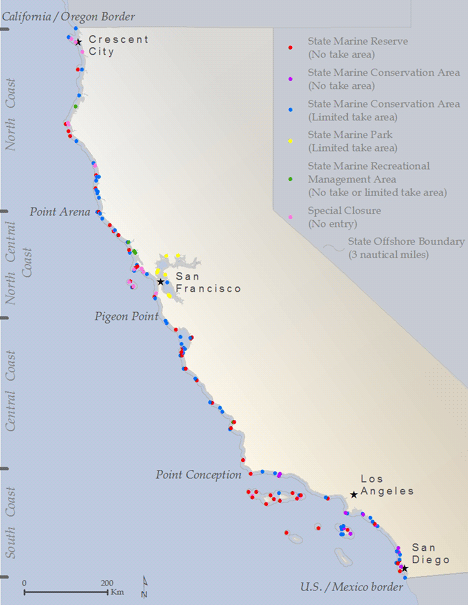 California / Oregon Border
Crescent
City
State Marine Reserve
(No take area)
State Marine Conservation Area
(No take area)
State Marine Conservation Area
(Limited take area)
State Marine Park
(Limited take area)
State Marine Recreational
Management Area
(No take or limited take area)
Special Closure
(No entry)
State Offshore Boundary
(3 nautical miles)
North Coast
Point Arena
North Central
Coast
San
Francisco
Pigeon Point
Central Coast
Point Conception
Los
Angeles
South Coast
San
Diego
U.S. / Mexico border
0 200
Km
N